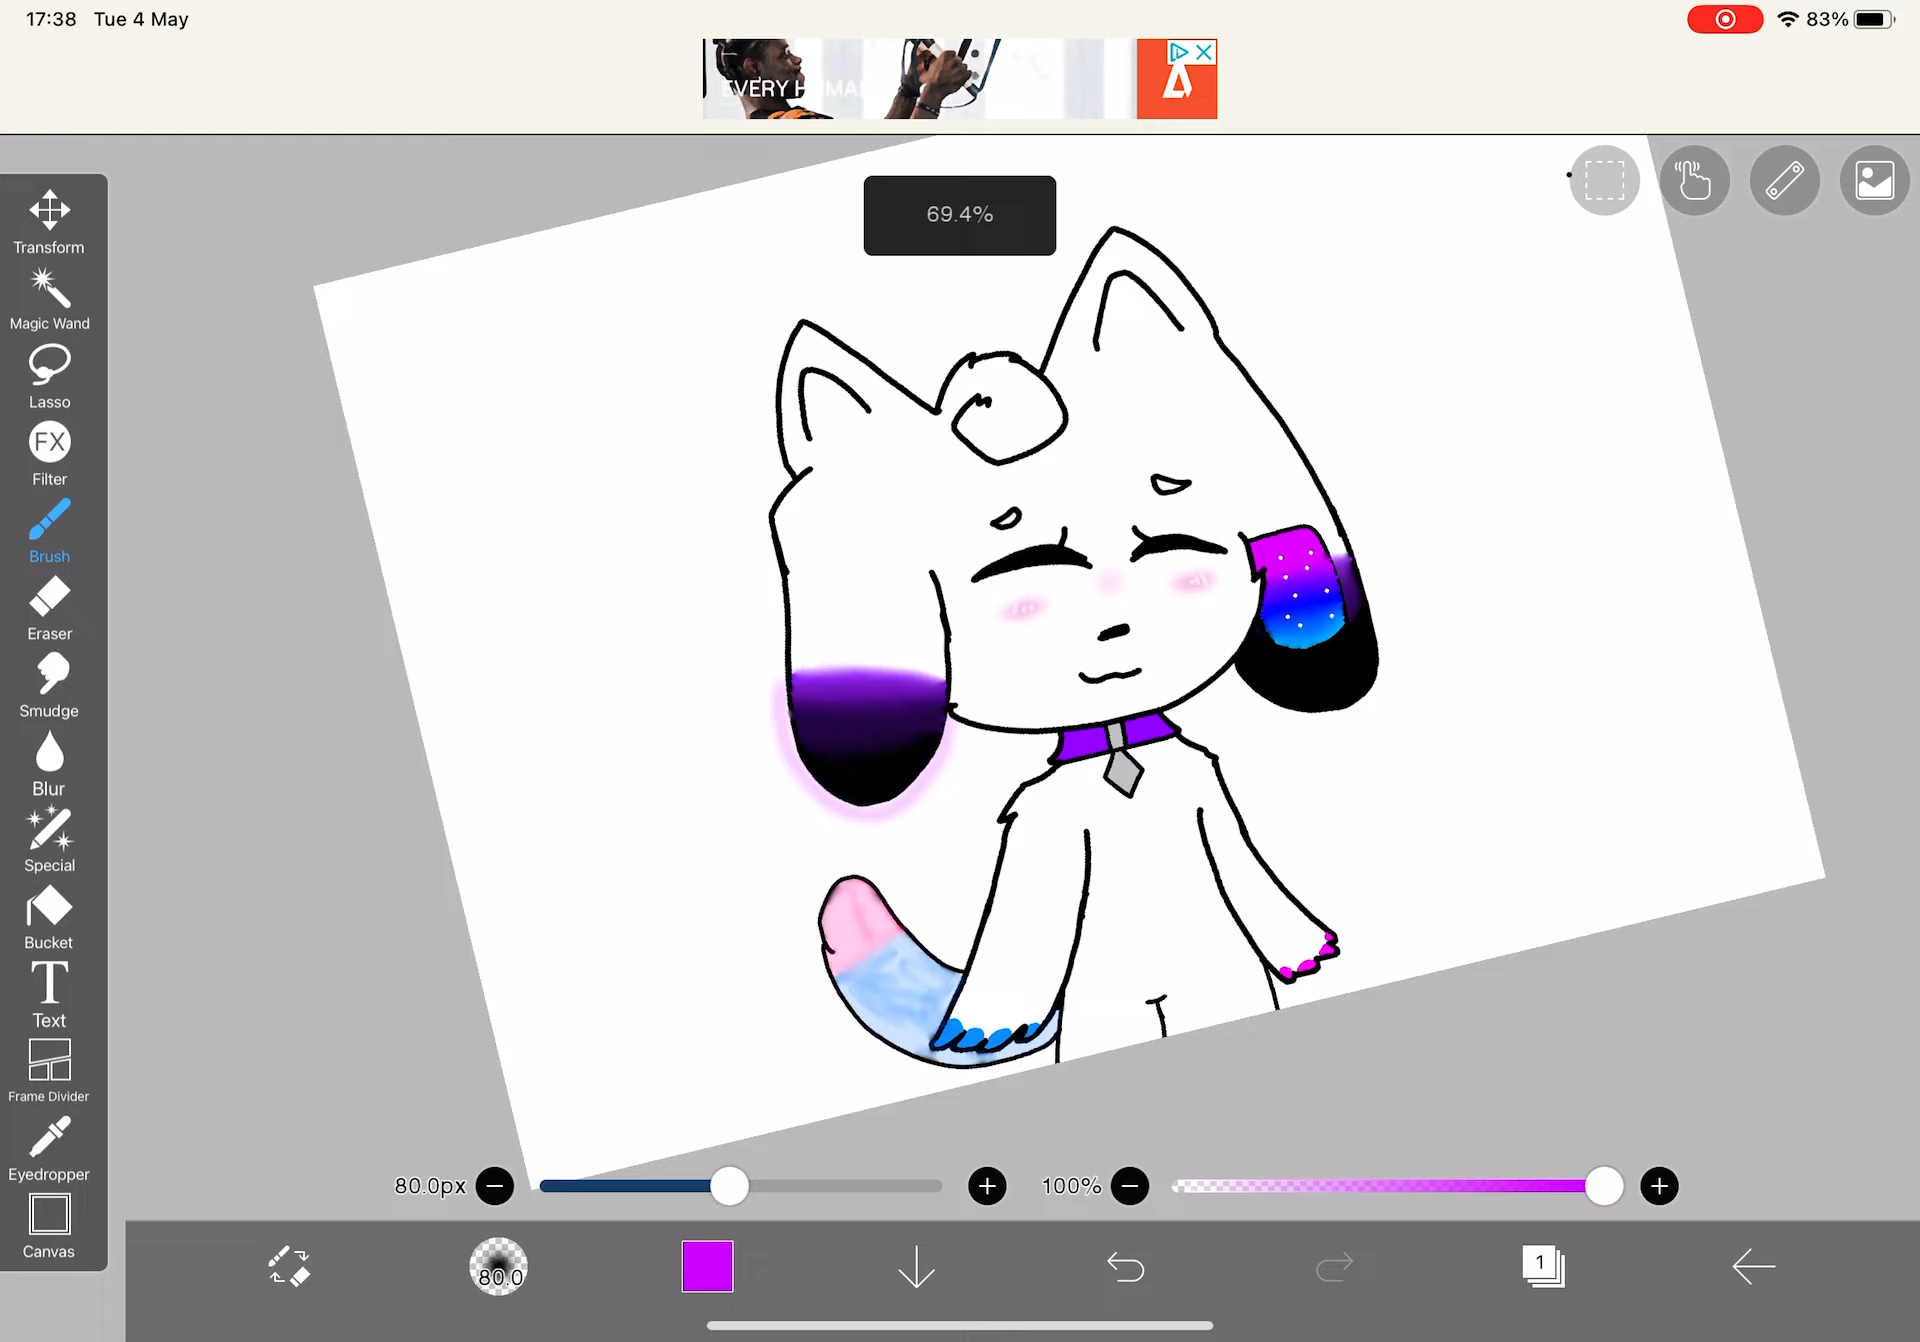 17:38 Tue 4 May
83%
EVERY HUMA
69.4%
Transform
Magic Wand
Lasso
FX
Filter
Brush
Eraser
Smudge
Blur
Special
Bucket
T
Text
Frame Divider
Eyedropper
Canvas
80.0px
100%
80.0
1